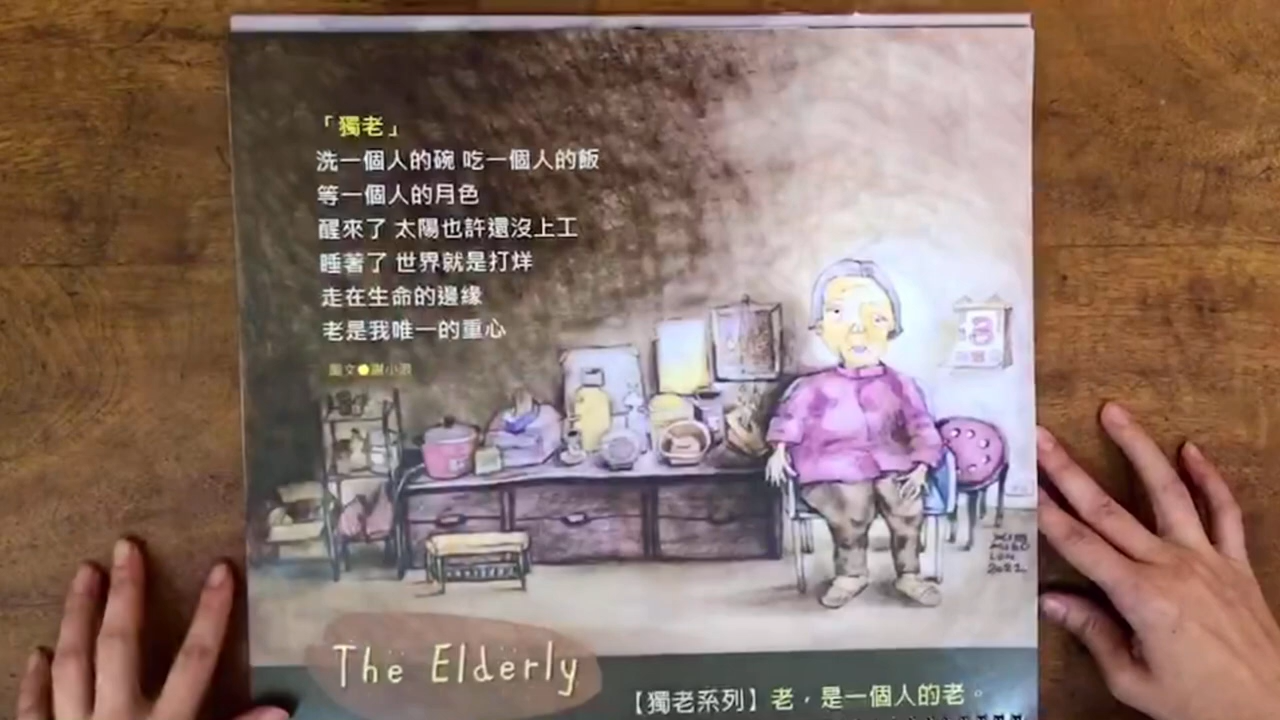 「獨老」
洗一個人的碗 吃一個人的飯
等一個人的月色
醒來了 太陽也許還沒上工
睡著了 世界就是打烊
走在生命的邊緣
老是我唯一的重心
圖文●謝小
3
2021
The Elderly
【獨老系列】老，是一個人的老。